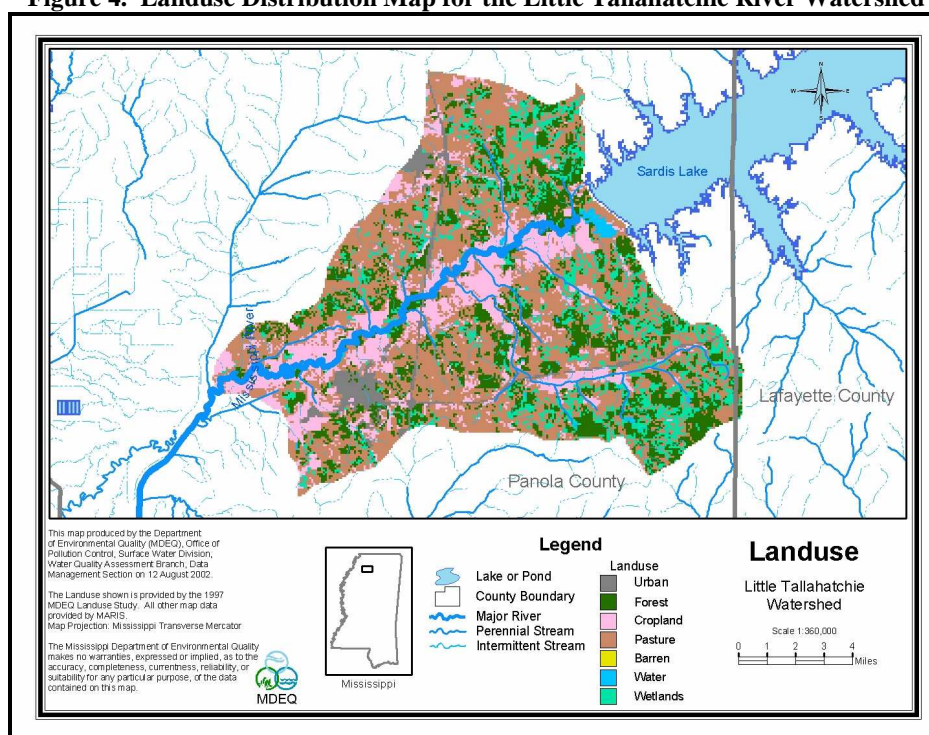 Figure 4.  Landuse Distribution Map for the Little Tallahatchie River Watershed
N
W
E
S
Sardis Lake
Mississippi River
Lafayette County
Panola County
This map produced by the Department
of Environmental Quality (MDEQ), Office of
Pollution Control, Surface Water Division,
Water Quality Assessment Branch, Data
Management Section on 12 August 2002.
The Landuse shown is provided by the 1997
MDEQ Landuse Study.  All other map data
provided by MARIS.
Map Projection: Mississippi Transverse Mercator
The Mississippi Department of Environmental Quality
makes no warranties, expressed or implied, as to the
accuracy, completeness, currentness, reliability, or
suitability for any particular purpose, of the data
contained on this map.
MDEQ
Mississippi
Legend
Lake or Pond
County Boundary
Major River
Perennial Stream
Intermittent Stream
Landuse
Urban
Forest
Cropland
Pasture
Barren
Water
Wetlands
Landuse
Little Tallahatchie
Watershed
Scale 1:360,000
0 1 2 3 4
Miles